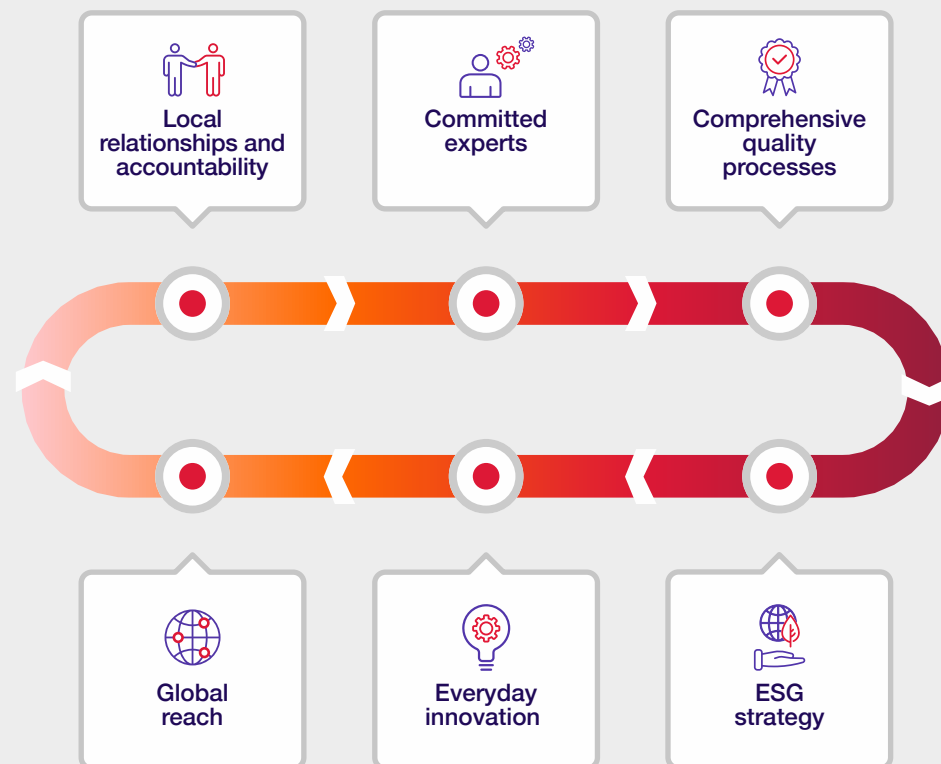 Local
relationships and
accountability
Committed
experts
Comprehensive
quality
processes
Global
reach
Everyday
innovation
ESG
strategy